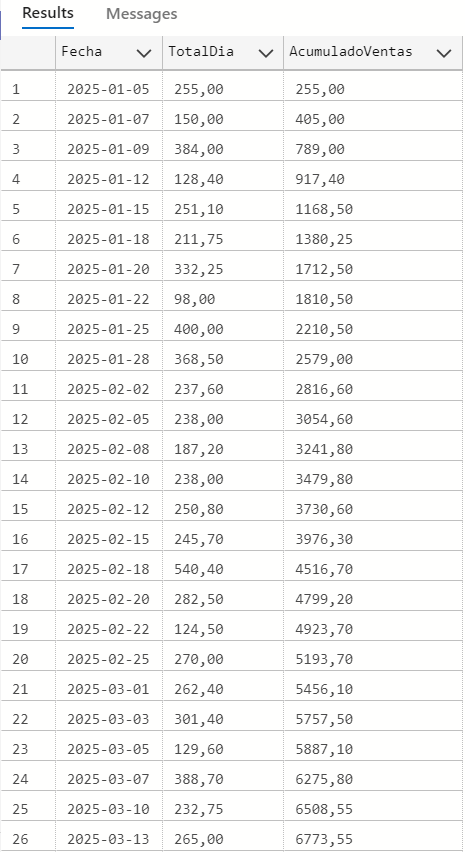 Results Messages
Fecha TotalDia AcumuladoVentas
1 2025-01-05 255,00 255,00
2 2025-01-07 150,00 405,00
3 2025-01-09 384,00 789,00
4 2025-01-12 128,40 917,40
5 2025-01-15 251,10 1168,50
6 2025-01-18 211,75 1380,25
7 2025-01-20 332,25 1712,50
8 2025-01-22 98,00 1810,50
9 2025-01-25 400,00 2210,50
10 2025-01-28 368,50 2579,00
11 2025-02-02 237,60 2816,60
12 2025-02-05 238,00 3054,60
13 2025-02-08 187,20 3241,80
14 2025-02-10 238,00 3479,80
15 2025-02-12 250,80 3730,60
16 2025-02-15 245,70 3976,30
17 2025-02-18 540,40 4516,70
18 2025-02-20 282,50 4799,20
19 2025-02-22 124,50 4923,70
20 2025-02-25 270,00 5193,70
21 2025-03-01 262,40 5456,10
22 2025-03-03 301,40 5757,50
23 2025-03-05 129,60 5887,10
24 2025-03-07 388,70 6275,80
25 2025-03-10 232,75 6508,55
26 2025-03-13 265,00 6773,55